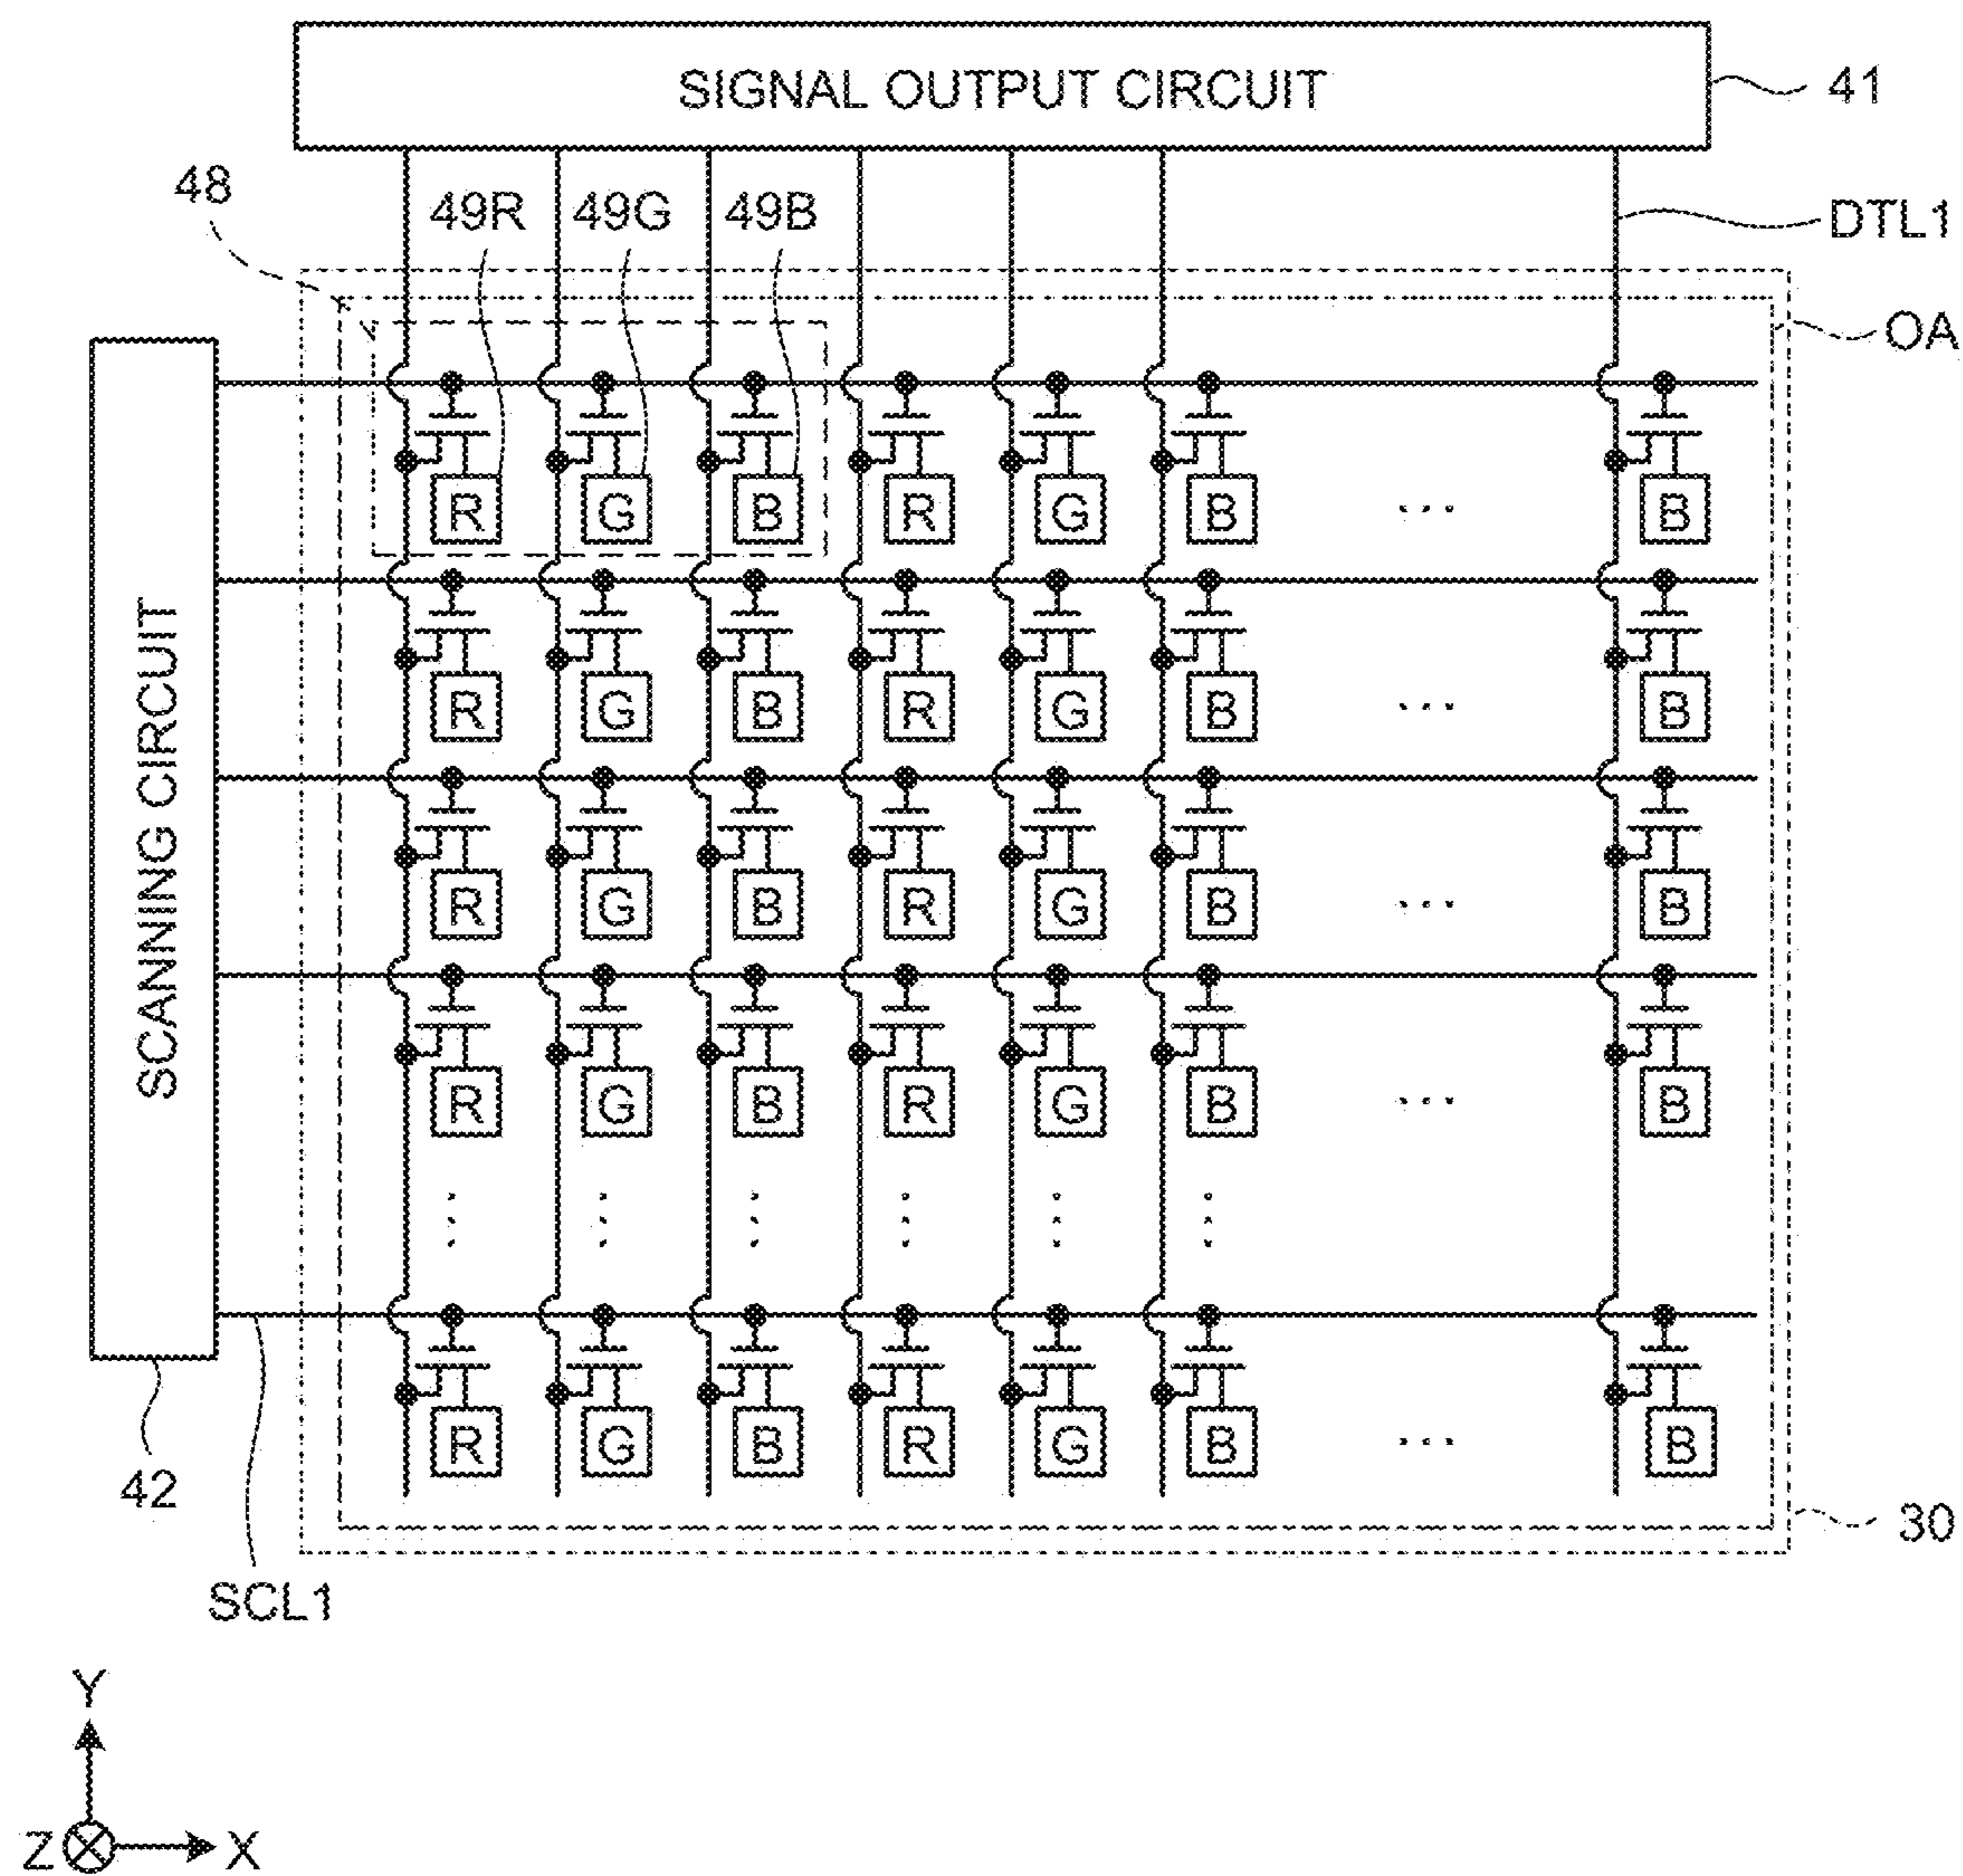 SIGNAL OUTPUT CIRCUIT
41
48
49R
49G
49B
DTL1
OA
SCANNING CIRCUIT
R G B R G B ... B
R G B R G B ... B
R G B R G B ... B
R G B R G B ... B
R G B R G B ... B
42
30
SCL1
Y
Z
X